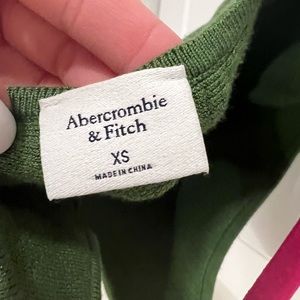 Abercrombie
& Fitch
XS
MADE IN CHINA